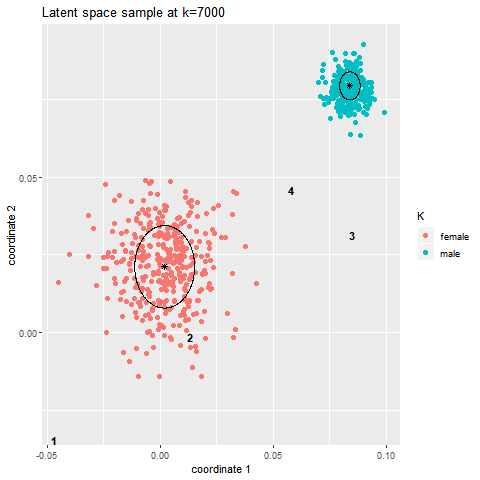 Latent space sample at k=7000
coordinate 2
0.05
0.00
4
3
2
1
-0.05
0.00
0.05
0.10
coordinate 1
K
female
male